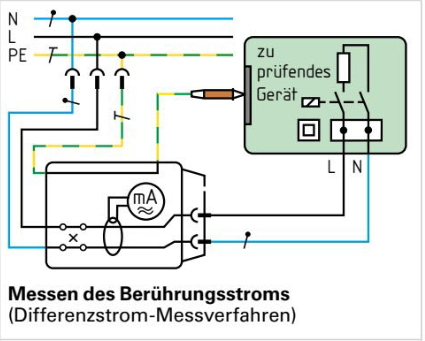 N
L
PE
zu
prüfendes
Gerät
L N
mA
Messen des Berührungsstroms
(Differenzstrom-Messverfahren)